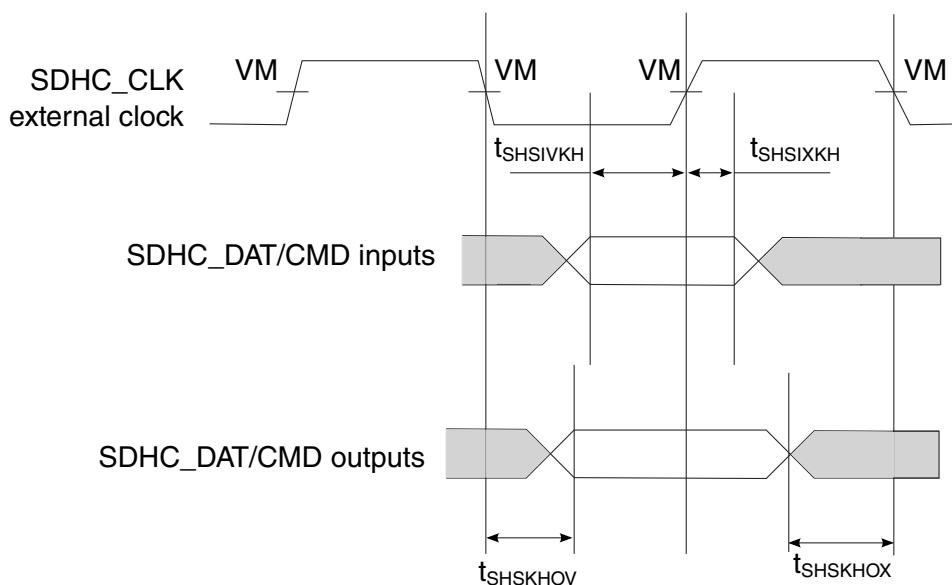 VM VM VM VM
SDHC_CLK
external clock
tSHSIVKH tSHSIXKH
SDHC_DAT/CMD inputs
SDHC_DAT/CMD outputs
tSHSKHOV tSHSKHOX